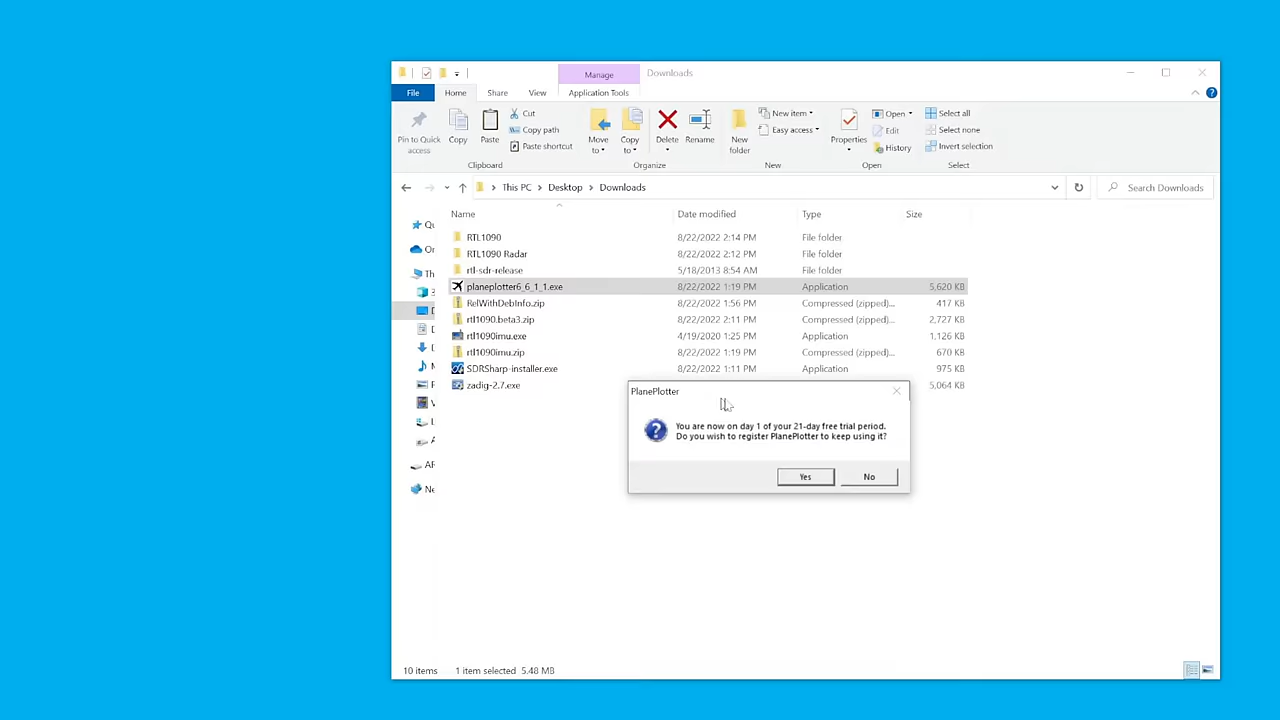 Manage
Downloads
File
Home
Share
View
Application Tools
Pin to Quick
access
Copy
Paste
Cut
Copy path
Paste shortcut
Clipboard
Move
to
Copy
to
Delete
Rename
Organize
New
folder
New item
Easy access
New
Properties
Open
Edit
History
Open
Select all
Select none
Invert selection
Select
This PC
Desktop
Downloads
Search Downloads
Name
Date modified
Type
Size
RTL1090 8/22/2022 2:14 PM File folder
RTL1090 Radar 8/22/2022 2:12 PM File folder
rtl-sdr-release 5/18/2013 8:54 AM File folder
planeplotter6_6_1_1.exe 8/22/2022 1:19 PM Application 5,620 KB
RelWithDebInfo.zip 8/22/2022 1:56 PM Compressed (zipped)... 417 KB
rtl1090.beta3.zip 8/22/2022 2:11 PM Compressed (zipped)... 2,727 KB
rtl1090imu.exe 4/19/2020 1:25 PM Application 1,126 KB
rtl1090imu.zip 8/22/2022 1:19 PM Compressed (zipped)... 670 KB
SDRSharp-installer.exe 8/22/2022 1:11 PM Application 975 KB
zadig-2.7.exe 5,064 KB
PlanePlotter
You are now on day 1 of your 21-day free trial period.
Do you wish to register PlanePlotter to keep using it?
Yes
No
10 items
1 item selected 5.48 MB